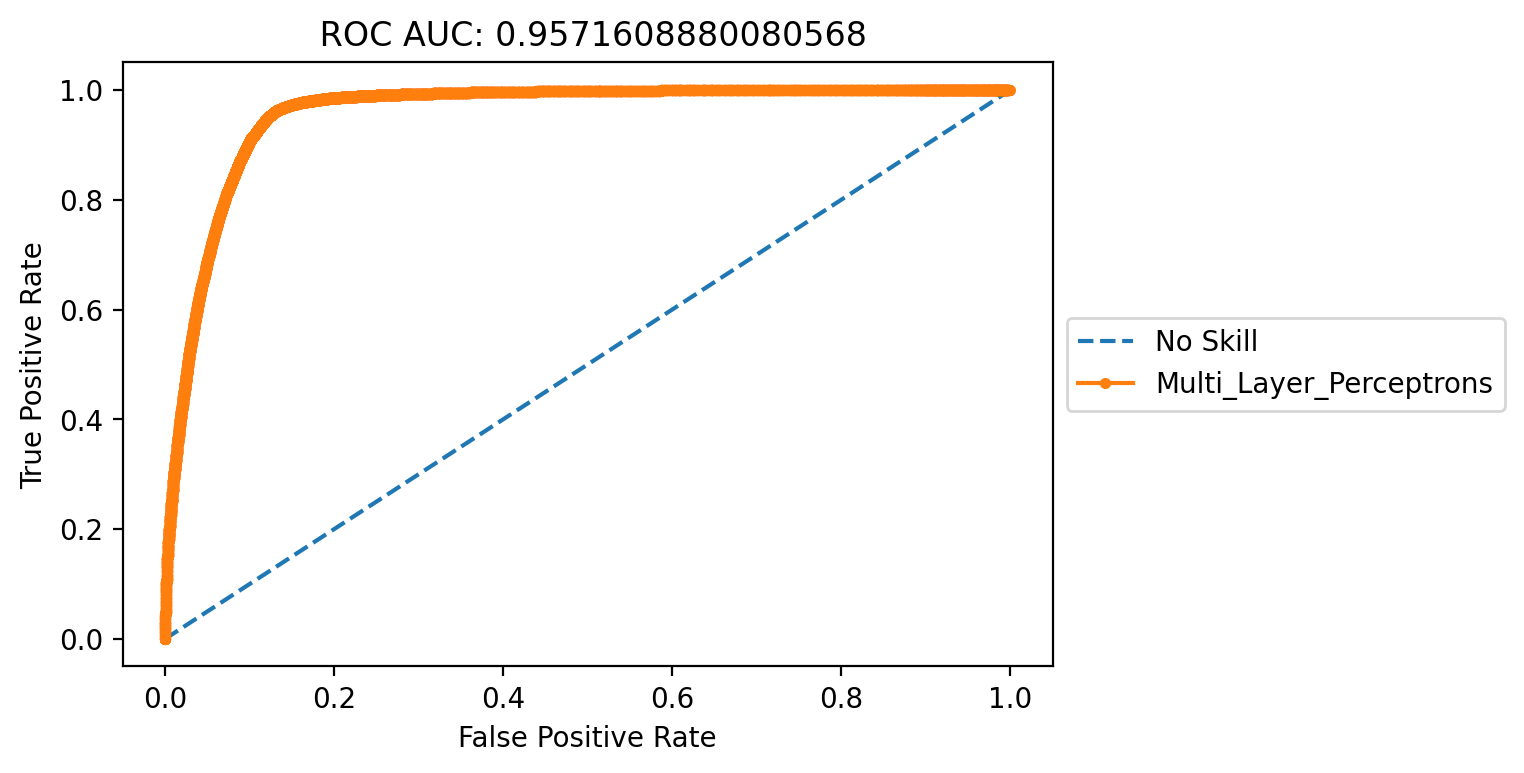 ROC AUC: 0.9571608880080568
True Positive Rate
1.0
0.8
0.6
0.4
0.2
0.0
0.0 0.2 0.4 0.6 0.8 1.0
False Positive Rate
No Skill
Multi_Layer_Perceptrons